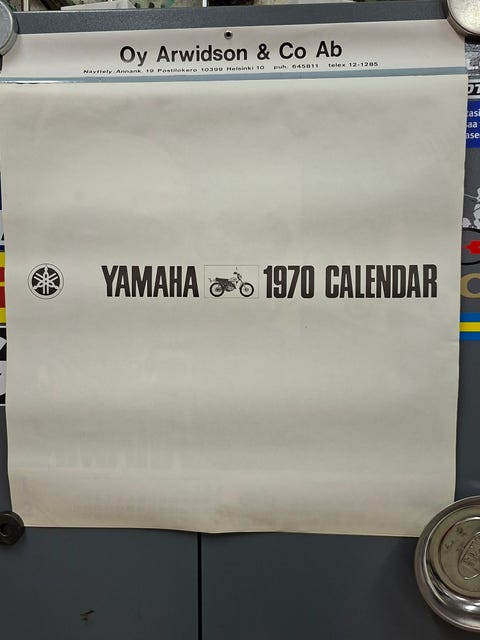 Oy Arwidson & Co Ab
Näyttely: Annank. 19 Postilokero 10399 Helsinki 10 puh. 645811 telex 12-1285
YAMAHA 1970 CALENDAR